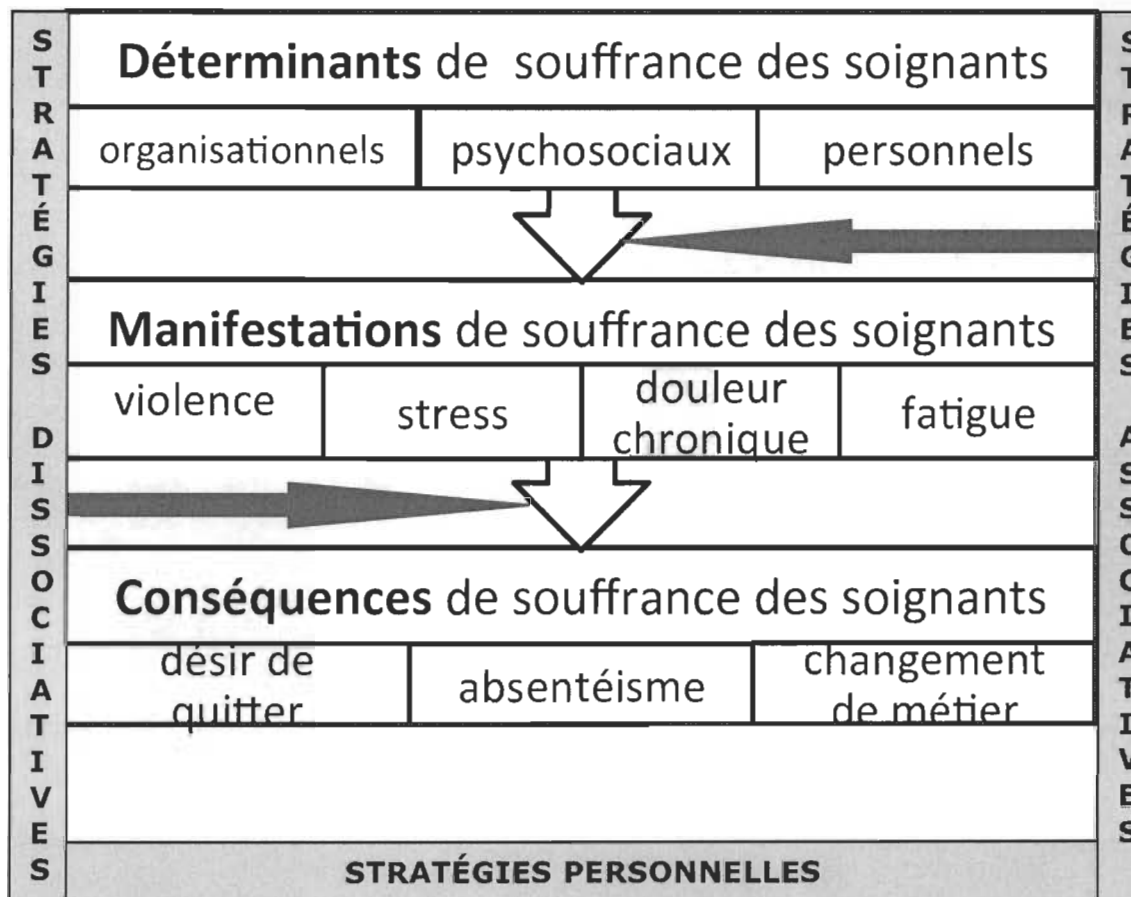 STRATÉGIES DISSOCIATIVES
Déterminants de souffrance des soignants
organisationnels
psychosociaux
personnels
Manifestations de souffrance des soignants
violence
stress
douleur
chronique
fatigue
Conséquences de souffrance des soignants
désir de
quitter
absentéisme
changement
de métier
STRATÉGIES ASSOCIATIVES
STRATÉGIES PERSONNELLES